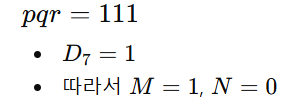 pqr = 111
• D₇ = 1
• 따라서 M = 1, N = 0